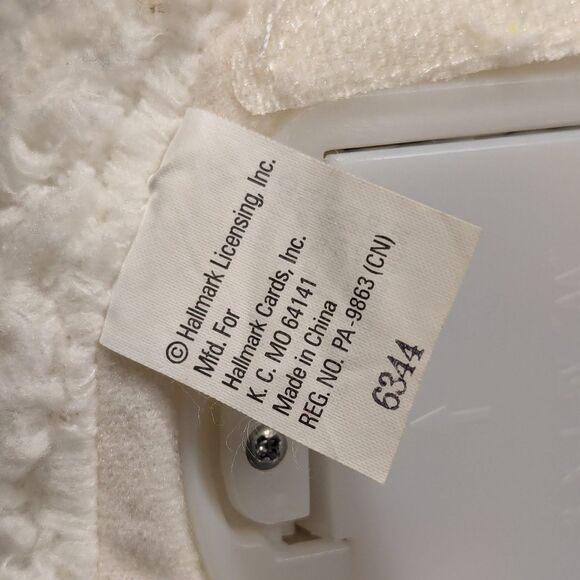 © Hallmark Licensing, Inc.
Mfd. For
Hallmark Cards, Inc.
K. C. MO 64141
Made in China
REG. NO. PA-9863 (CN)
6344